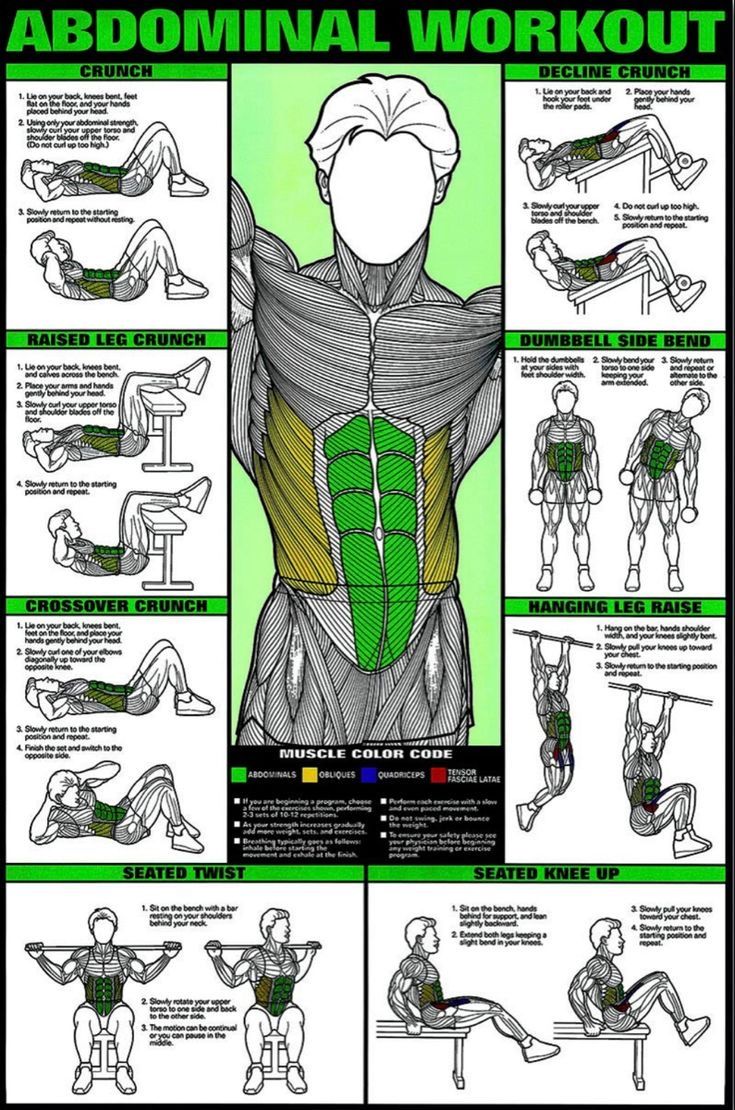 ABDOMINAL WORKOUT
CRUNCH
1. Lie on your back, knees bent, feet
flat on the floor, and your hands
placed behind your head.
2. Using only your abdominal strength,
slowly curl your upper torso and
shoulder blades off the floor.
(Do not curl up too high.)
3. Slowly return to the starting
position and repeat without resting.
RAISED LEG CRUNCH
1. Lie on your back, knees bent,
and calves across the bench.
2. Place your arms and hands
gently behind your head.
3. Slowly curl your upper torso
and shoulder blades off the
floor.
4. Slowly return to the starting
position and repeat.
CROSSOVER CRUNCH
1. Lie on your back, knees bent,
feet on the floor, and place your
hands gently behind your head.
2. Slowly curl one of your elbows
diagonally up toward the
opposite knee.
3. Slowly return to the starting
position and repeat.
4. Finish the set and switch to the
opposite side.
MUSCLE COLOR CODE
ABDOMINALS
OBLIQUES
QUADRICEPS
TENSOR
FASCIAE LATAE
If you are beginning a program, choose
a few of the exercises shown, performing
2-3 sets of 10-12 repetitions.
As your strength increases gradually
add more weight, sets, and exercises.
Breathing typically goes as follows:
inhale before starting the
movement and exhale at the finish.
Perform each exercise with a slow
and even paced movement.
Do not swing, jerk or bounce
the weight.
To ensure your safety please see
your physician before beginning
any weight training or exercise
program.
DECLINE CRUNCH
1. Lie on your back and
hook your feet under
the roller pads.
2. Place your hands
gently behind your
head.
3. Slowly curl your upper
torso and shoulder
blades off the bench.
4. Do not curl up too high.
5. Slowly return to the starting
position and repeat.
DUMBBELL SIDE BEND
1. Hold the dumbbells
at your sides with
feet shoulder width.
2. Slowly bend your
torso to one side
keeping your
arm extended.
3. Slowly return
and repeat or
alternate to the
other side.
HANGING LEG RAISE
1. Hang on the bar, hands shoulder
width, and your knees slightly bent.
2. Slowly pull your knees up toward
your chest.
3. Slowly return to the starting position
and repeat.
SEATED TWIST
1. Sit on the bench with a bar
resting on your shoulders
behind your neck.
2. Slowly rotate your upper
torso to one side and back
to the other side.
3. The motion can be continual
or you can pause in the
middle.
SEATED KNEE UP
1. Sit on the bench, hands
behind for support, and lean
slightly backward.
2. Extend both legs keeping a
slight bend in your knees.
3. Slowly pull your knees
toward your chest.
4. Slowly return to the
starting position and
repeat.